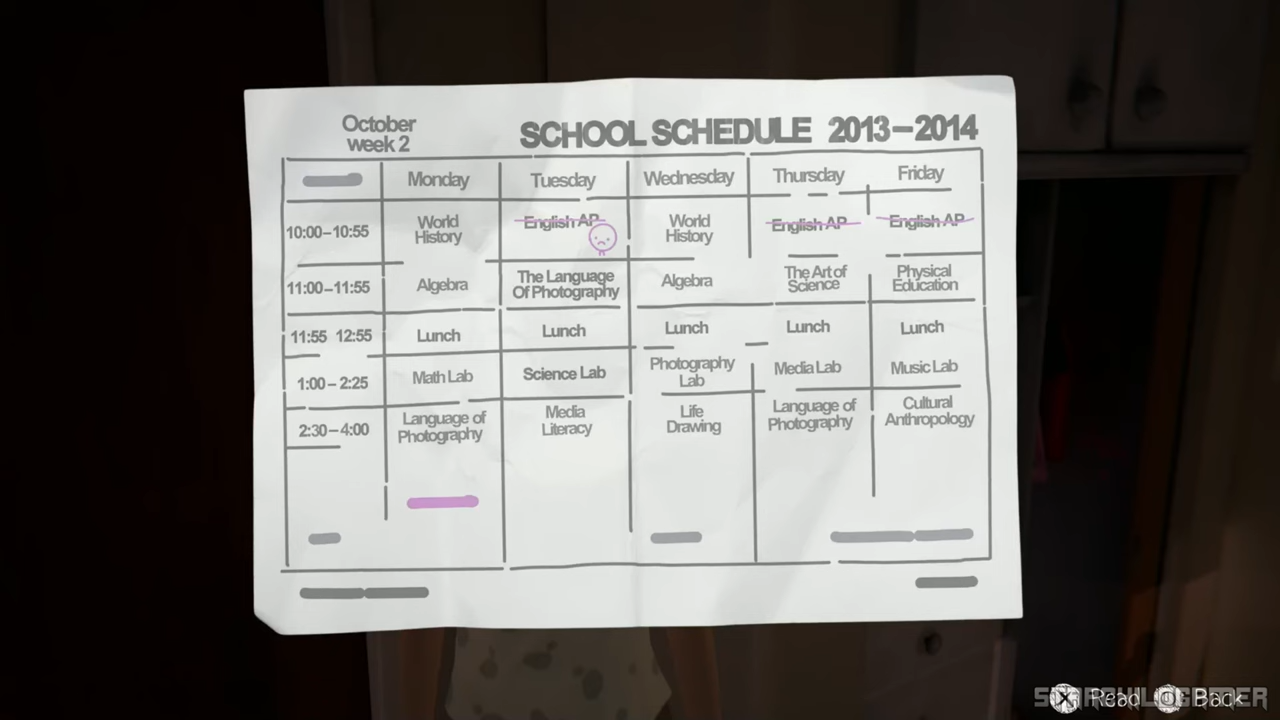 October
week 2
SCHOOL SCHEDULE 2013-2014
Monday Tuesday Wednesday Thursday Friday
10:00-10:55 World History English AP World History English AP English AP
11:00-11:55 Algebra The Language Of Photography Algebra The Art of Science Physical Education
11:55 12:55 Lunch Lunch Lunch Lunch Lunch
1:00-2:25 Math Lab Science Lab Photography Lab Media Lab Music Lab
2:30-4:00 Language of Photography Media Literacy Life Drawing Language of Photography Cultural Anthropology
X Read Back